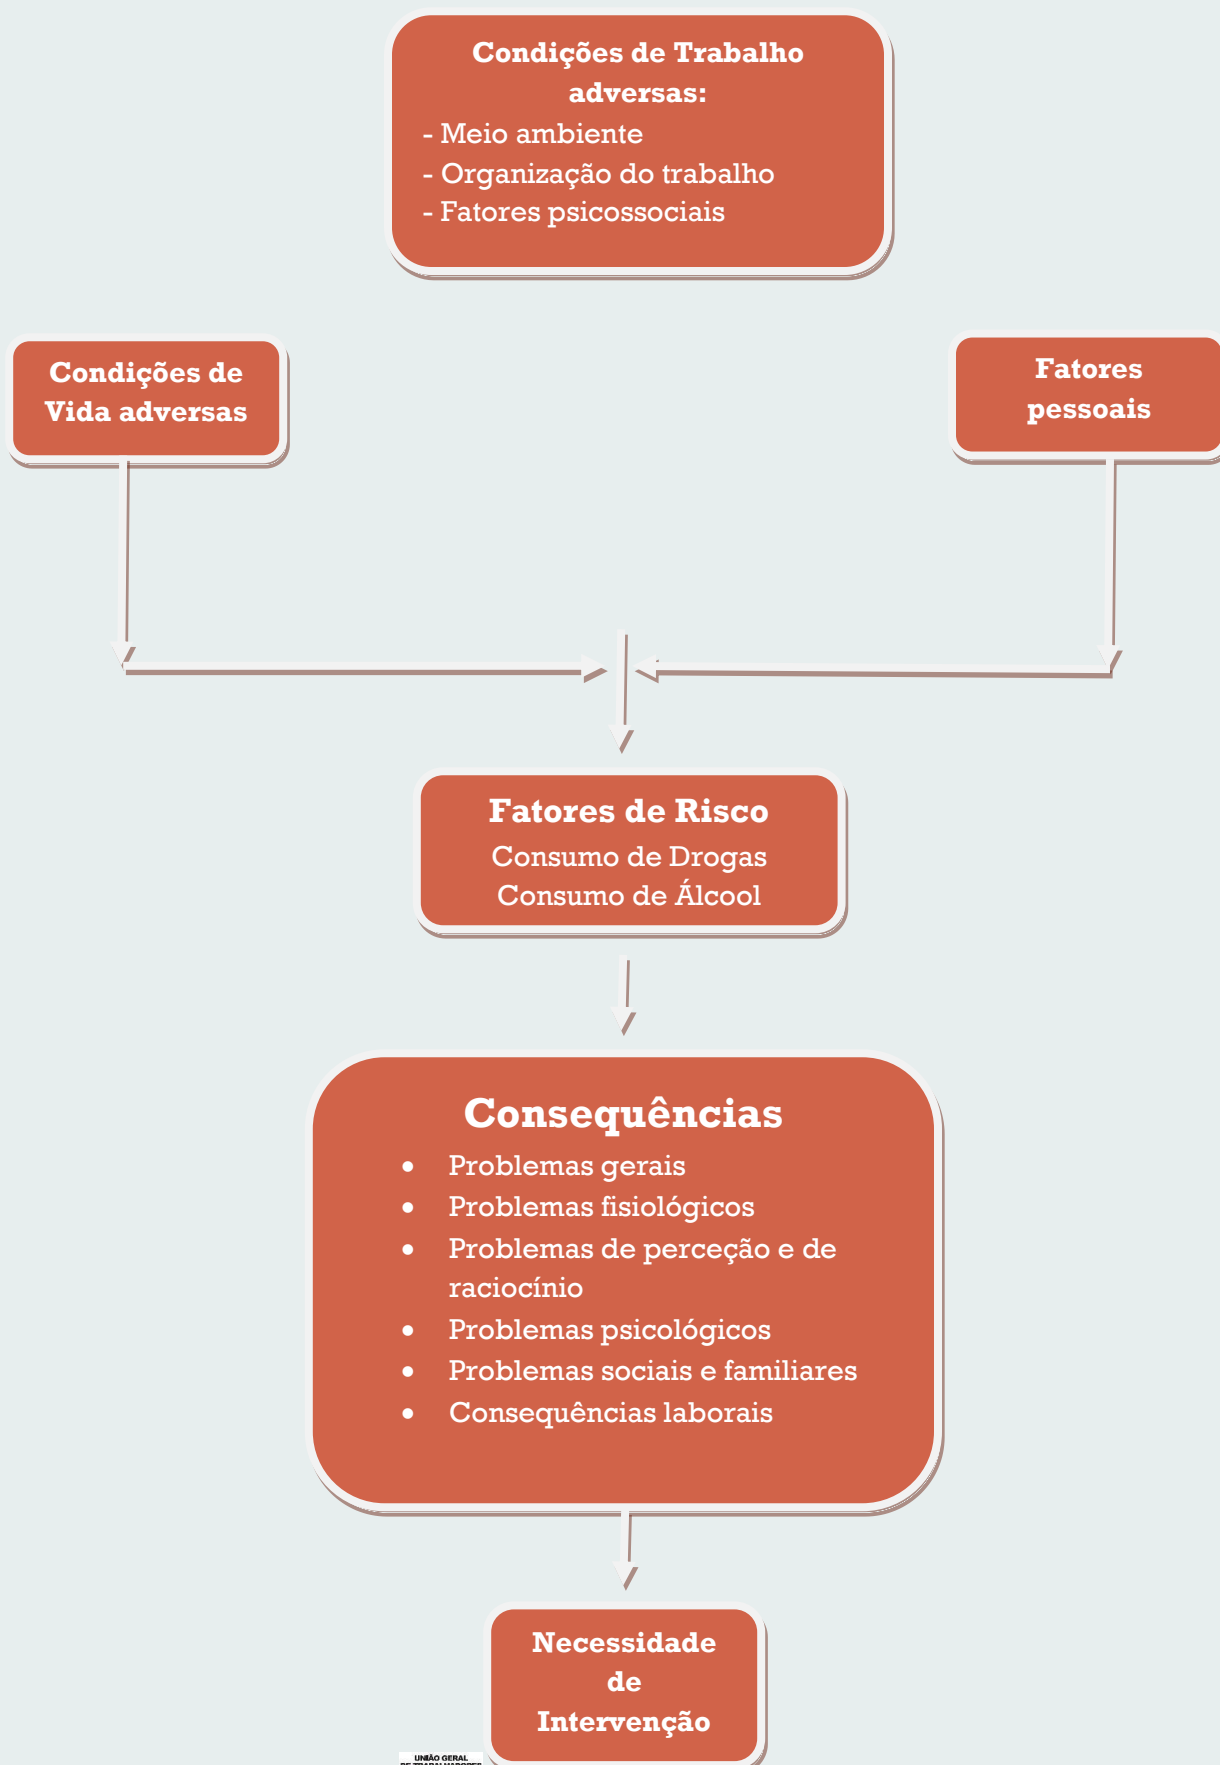 Condições de Trabalho
adversas:
- Meio ambiente
- Organização do trabalho
- Fatores psicossociais
Condições de
Vida adversas
Fatores
pessoais
Fatores de Risco
Consumo de Drogas
Consumo de Álcool
Consequências
• Problemas gerais
• Problemas fisiológicos
• Problemas de perceção e de
raciocínio
• Problemas psicológicos
• Problemas sociais e familiares
• Consequências laborais
Necessidade
de
Intervenção
UNIÃO GERAL
DE TRABALHADORES